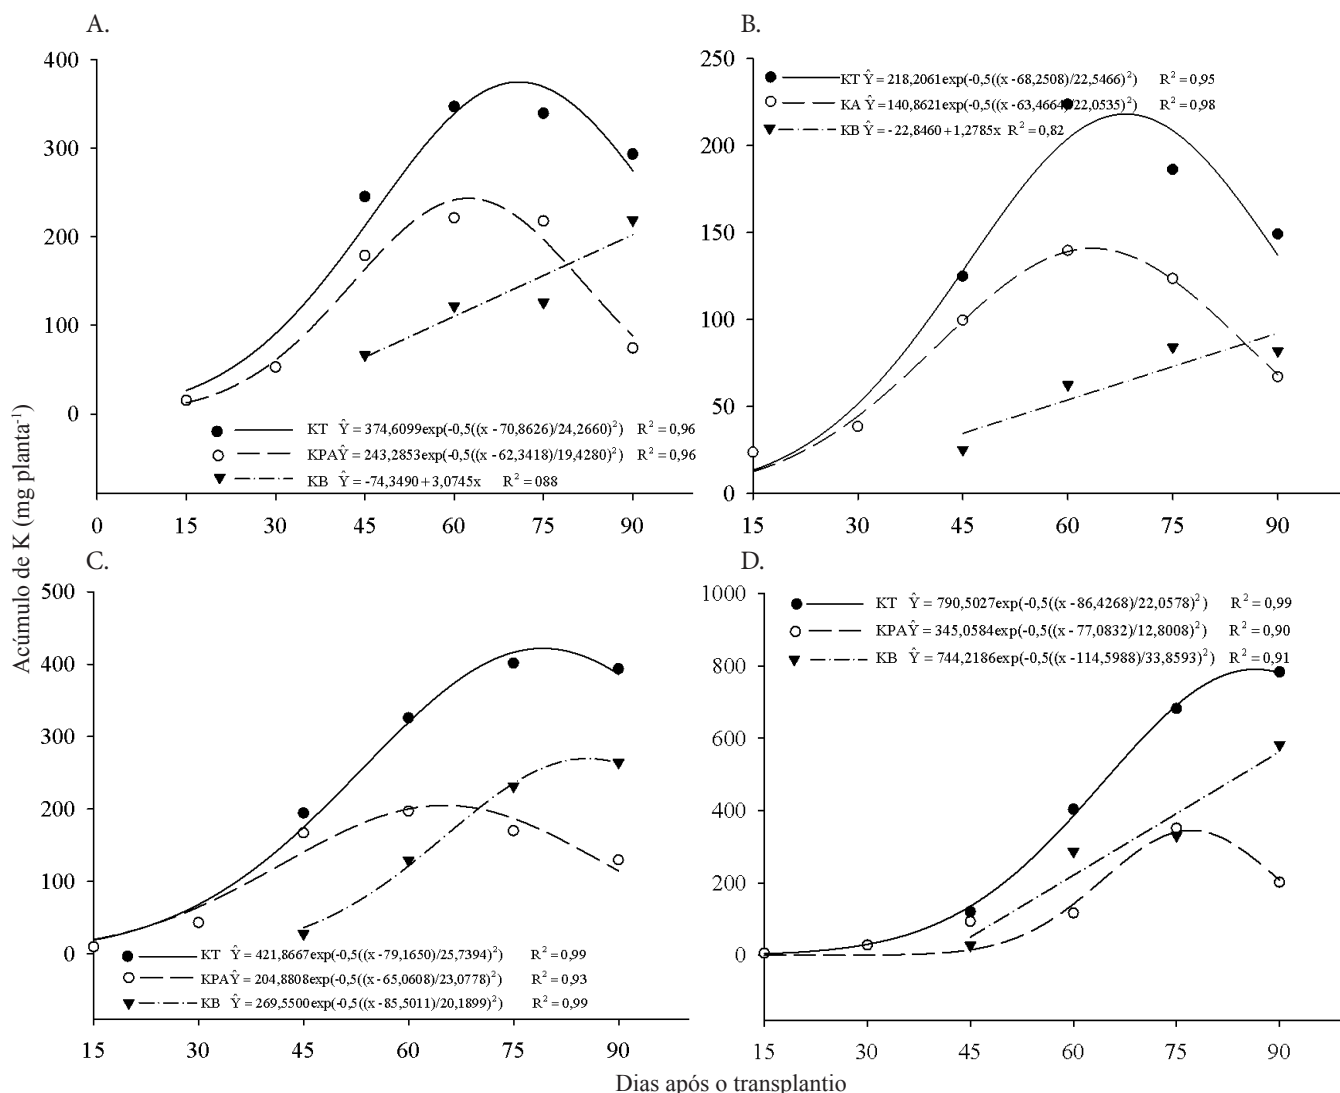 A.
400
300
200
100
0
KT Ŷ = 374,6099exp(-0,5((x - 70,8626)/24,2660)²) R² = 0,96
KPA Ŷ = 243,2853exp(-0,5((x - 62,3418)/19,4280)²) R² = 0,96
KB Ŷ = -74,3490 + 3,0745x R² = 088
0 15 30 45 60 75 90
B.
250
KT Ŷ = 218,2061exp(-0,5((x - 68,2508)/22,5466)²) R² = 0,95
KA Ŷ = 140,8621exp(-0,5((x - 63,4664)/22,0535)²) R² = 0,98
KB Ŷ = -22,8460 + 1,2785x R² = 0,82
200
150
100
50
0
15 30 45 60 75 90
Acúmulo de K (mg planta⁻¹)
C.
500
400
300
200
100
0
KT Ŷ = 421,8667exp(-0,5((x - 79,1650)/25,7394)²) R² = 0,99
KPA Ŷ = 204,8808exp(-0,5((x - 65,0608)/23,0778)²) R² = 0,93
KB Ŷ = 269,5500exp(-0,5((x - 85,5011)/20,1899)²) R² = 0,99
15 30 45 60 75 90
D.
1000
KT Ŷ = 790,5027exp(-0,5((x - 86,4268)/22,0578)²) R² = 0,99
KPA Ŷ = 345,0584exp(-0,5((x - 77,0832)/12,8008)²) R² = 0,90
KB Ŷ = 744,2186exp(-0,5((x - 114,5988)/33,8593)²) R² = 0,91
800
600
400
200
0
15 30 45 60 75 90
Dias após o transplantio